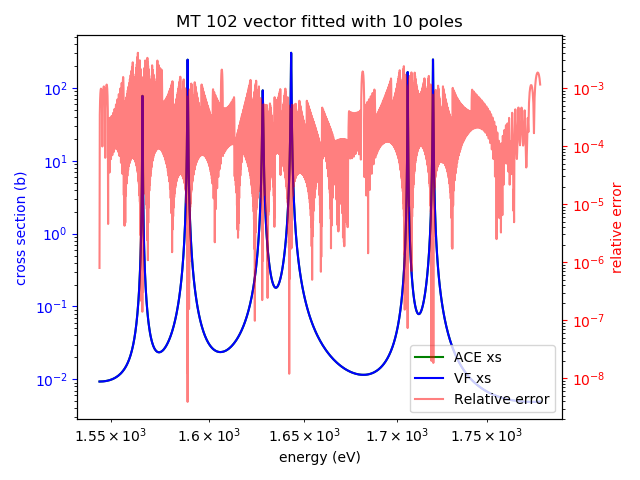 MT 102 vector fitted with 10 poles
cross section (b)
10²
10¹
10⁰
10⁻¹
10⁻²
10⁻³
10⁻⁴
10⁻⁵
10⁻⁶
10⁻⁷
10⁻⁸
relative error
ACE xs
VF xs
Relative error
1.55 × 10³
1.6 × 10³
1.65 × 10³
1.7 × 10³
1.75 × 10³
energy (eV)